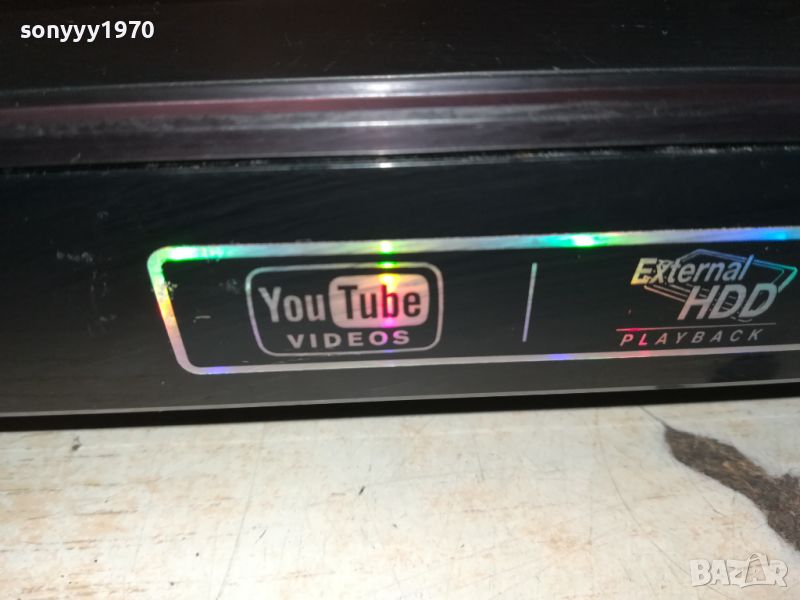 sonyyy1970
YouTube
VIDEOS
External
HDD
PLAYBACK
BAZAR